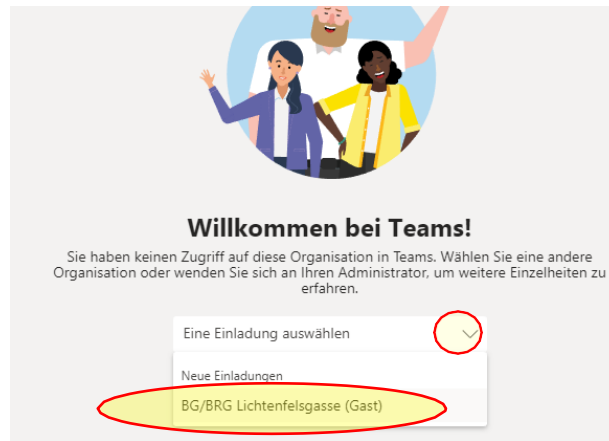 Willkommen bei Teams!
Sie haben keinen Zugriff auf diese Organisation in Teams. Wählen Sie eine andere
Organisation oder wenden Sie sich an Ihren Administrator, um weitere Einzelheiten zu
erfahren.
Eine Einladung auswählen
Neue Einladungen
BG/BRG Lichtenfelsgasse (Gast)